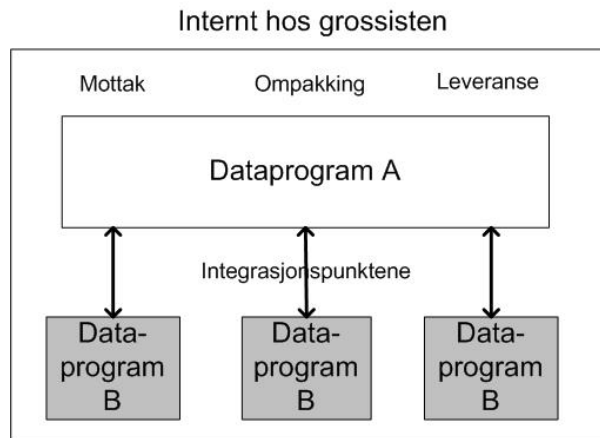 Internt hos grossisten
Mottak
Ompakking
Leveranse
Dataprogram A
Integrasjonspunktene
Data-
program
B
Data-
program
B
Data-
program
B